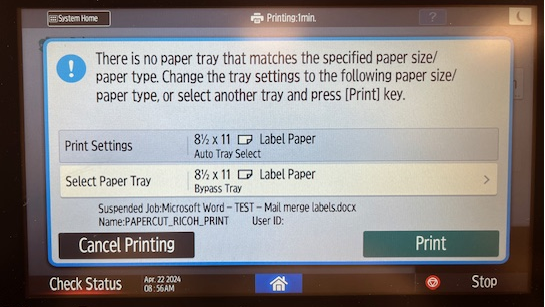 System Home
Printing:1min.
?
There is no paper tray that matches the specified paper size/
paper type. Change the tray settings to the following paper size/
paper type, or select another tray and press [Print] key.
Print Settings
8½ x 11 Label Paper
Auto Tray Select
Select Paper Tray
8½ x 11 Label Paper
Bypass Tray
Suspended Job:Microsoft Word - TEST - Mail merge labels.docx
Name:PAPERCUT_RICOH_PRINT User ID:
Cancel Printing
Print
Check Status
Apr. 22 2024
08:56AM
Stop